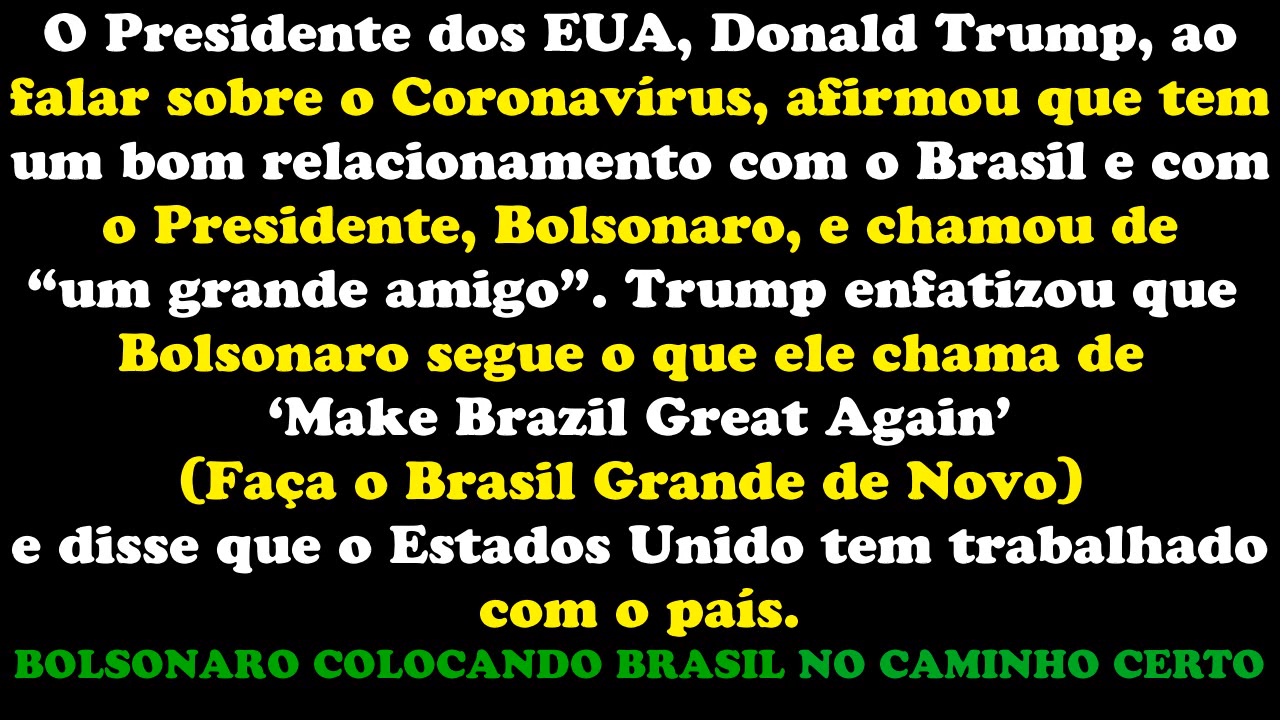 O Presidente dos EUA, Donald Trump, ao
falar sobre o Coronavírus, afirmou que tem
um bom relacionamento com o Brasil e com
o Presidente, Bolsonaro, e chamou de
“um grande amigo”. Trump enfatizou que
Bolsonaro segue o que ele chama de
‘Make Brazil Great Again’
(Faça o Brasil Grande de Novo)
e disse que o Estados Unido tem trabalhado
com o país.
BOLSONARO COLOCANDO BRASIL NO CAMINHO CERTO